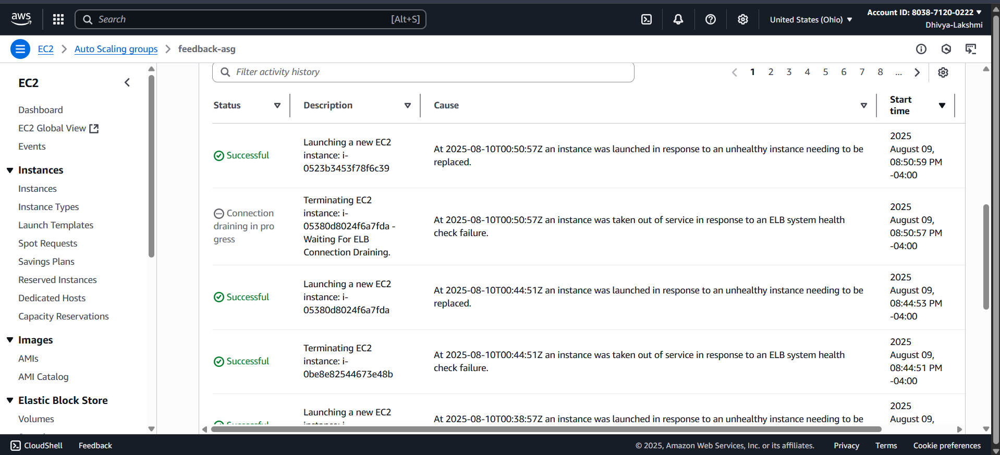 aws
Search [Alt+S]
United States (Ohio)
Account ID: 8038-7120-0222
Dhivya-Lakshmi
EC2 Auto Scaling groups feedback-asg
EC2
Dashboard
EC2 Global View
Events
Instances
Instances
Instance Types
Launch Templates
Spot Requests
Savings Plans
Reserved Instances
Dedicated Hosts
Capacity Reservations
Images
AMIs
AMI Catalog
Elastic Block Store
Volumes
Filter activity history
1 2 3 4 5 6 7 8 ...
Status
Description
Cause
Start
time
Successful
Launching a new EC2
instance: i-
0523b3453f78f6c39
At 2025-08-10T00:50:57Z an instance was launched in response to an unhealthy instance needing to be
replaced.
2025
August 09,
08:50:59 PM
-04:00
Connection
draining in pro
gress
Terminating EC2
instance: i-
05380d8024f6a7fda -
Waiting For ELB
Connection Draining.
At 2025-08-10T00:50:57Z an instance was taken out of service in response to an ELB system health
check failure.
2025
August 09,
08:50:57 PM
-04:00
Successful
Launching a new EC2
instance: i-
05380d8024f6a7fda
At 2025-08-10T00:44:51Z an instance was launched in response to an unhealthy instance needing to be
replaced.
2025
August 09,
08:44:53 PM
-04:00
Successful
Terminating EC2
instance: i-
0be8e82544673e48b
At 2025-08-10T00:44:51Z an instance was taken out of service in response to an ELB system health
check failure.
2025
August 09,
08:44:51 PM
-04:00
Successful
Launching a new EC2
instance: i-
At 2025-08-10T00:38:57Z an instance was launched in response to an unhealthy instance needing to be
2025
August 09,
CloudShell Feedback
© 2025, Amazon Web Services, Inc. or its affiliates. Privacy Terms Cookie preferences